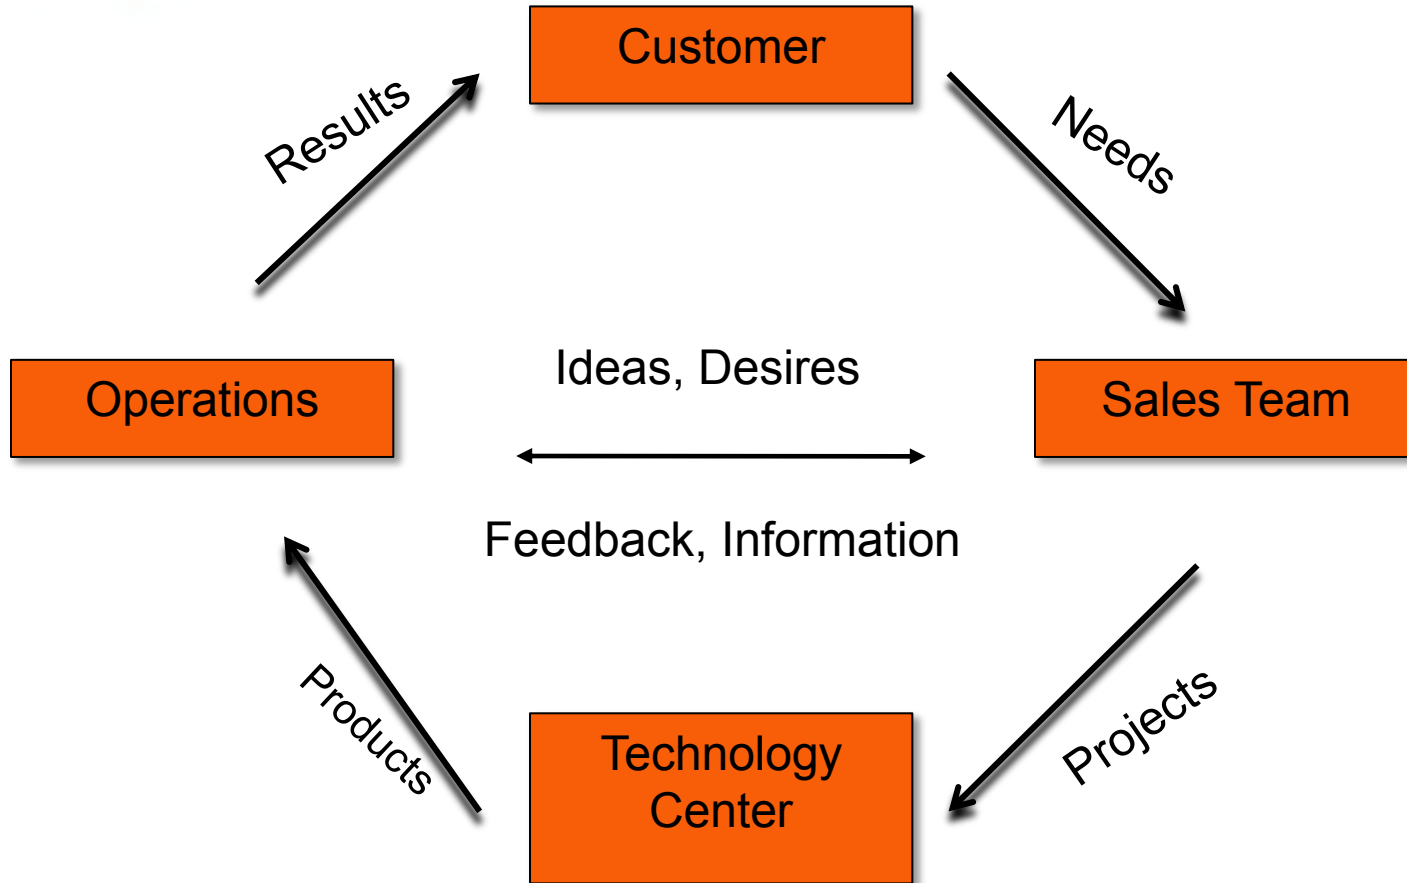 Customer
Results
Needs
Operations
Ideas, Desires
Sales Team
Feedback, Information
Products
Technology
Center
Projects